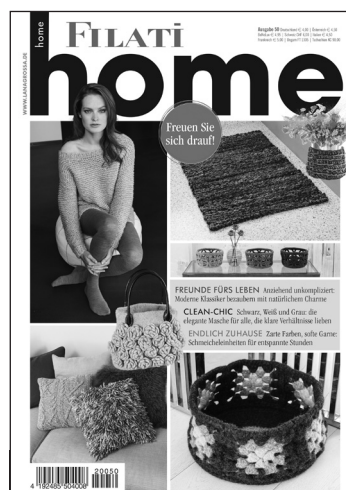 home
FILATI
home
WWW.LANAGROSSA.DE
Ausgabe 50
Freuen Sie
sich drauf!
FREUNDE FÜRS LEBEN Anziehend unkompliziert:
Moderne Klassiker bezaubern mit natürlichem Charme
CLEAN-CHIC Schwarz, Weiß und Grau: die
elegante Masche für alle, die klare Verhältnisse lieben
ENDLICH ZUHAUSE Zarte Farben, softe Garne:
Schmeicheleinheiten für entspannte Stunden
20050
4 192485 504008